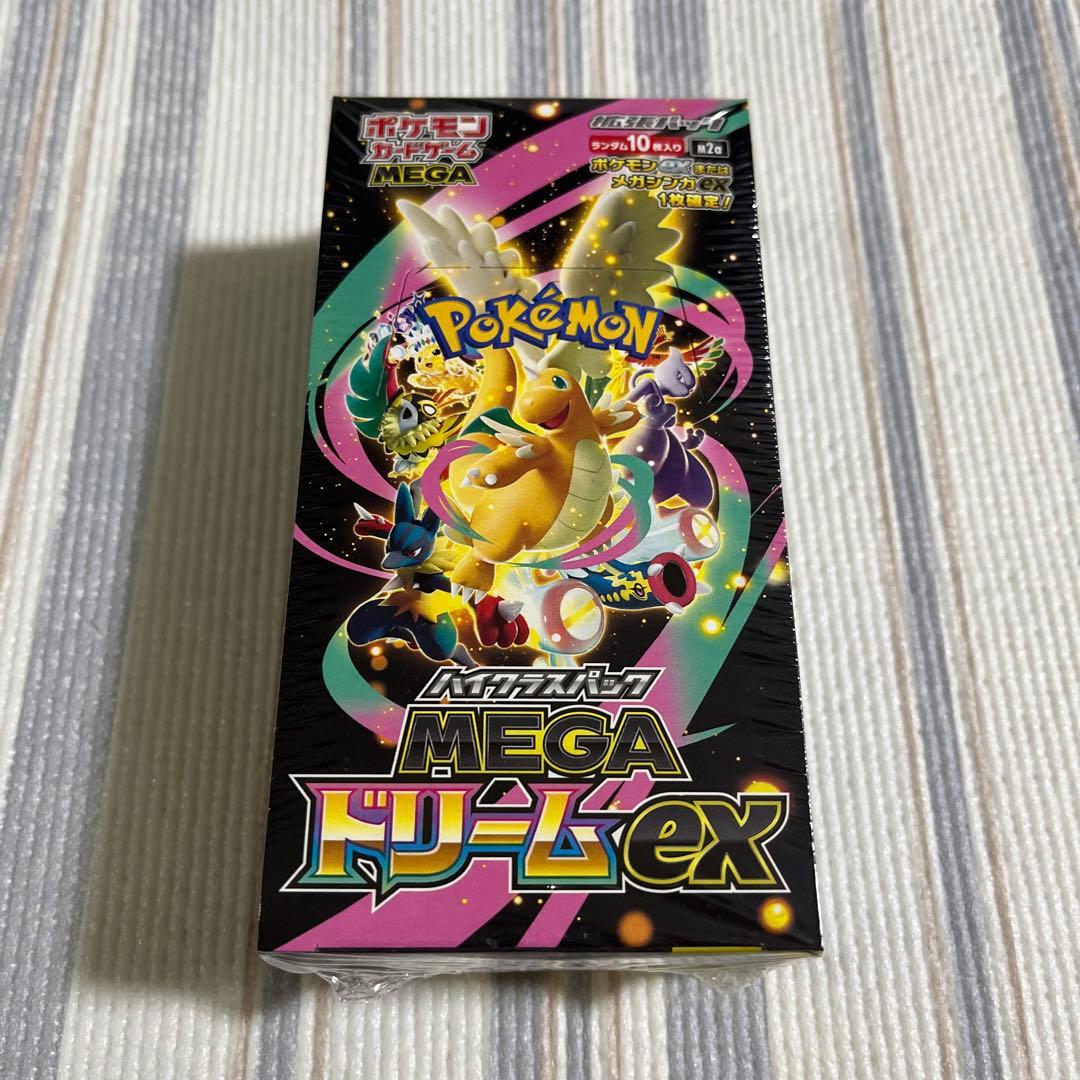 ポケモン
カードゲーム
MEGA
拡張パック
ランダム10枚入り
M2a
ポケモンexまたは
メガシンカex
1枚確定!
POKéMON
ハイクラスパック
MEGA
ドリームex